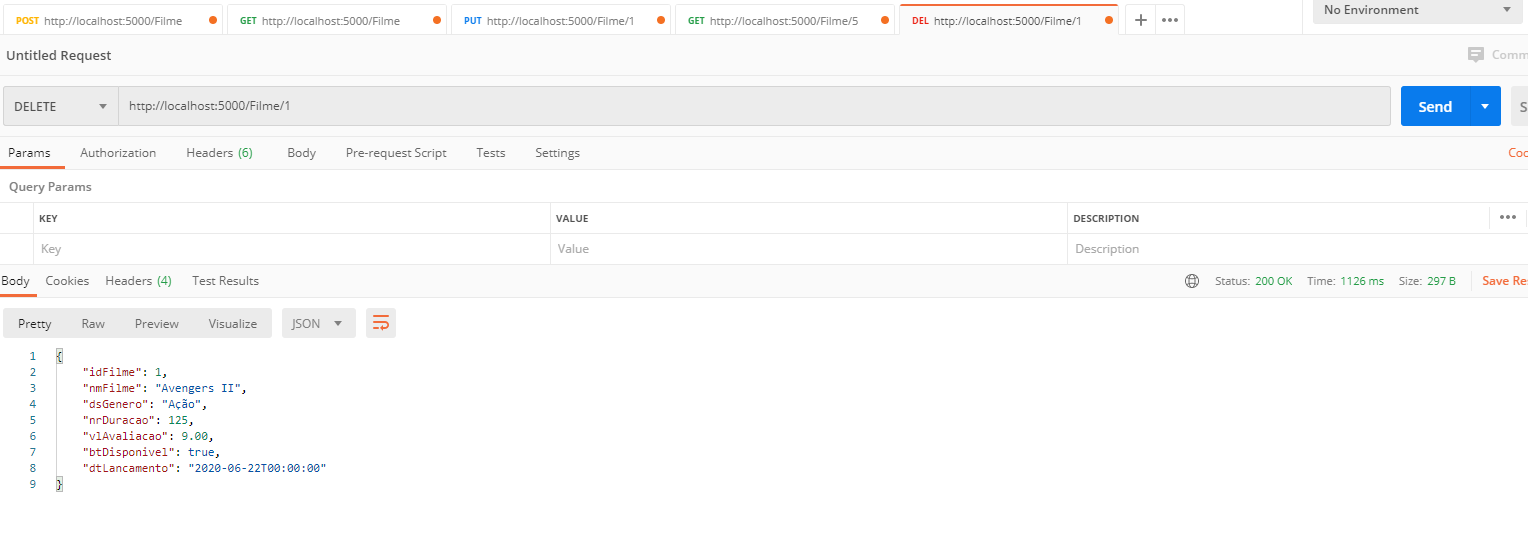 POST http://localhost:5000/Filme GET http://localhost:5000/Filme PUT http://localhost:5000/Filme/1 GET http://localhost:5000/Filme/5 DEL http://localhost:5000/Filme/1 + ••• No Environment
Untitled Request Comm
DELETE http://localhost:5000/Filme/1 Send S
Params Authorization Headers (6) Body Pre-request Script Tests Settings Coo
Query Params
KEY VALUE DESCRIPTION •••
Key Value Description
Body Cookies Headers (4) Test Results Status: 200 OK Time: 1126 ms Size: 297 B Save Res
Pretty Raw Preview Visualize JSON
1 {
2 "idFilme": 1,
3 "nmFilme": "Avengers II",
4 "dsGenero": "Ação",
5 "nrDuracao": 125,
6 "vlAvaliacao": 9.00,
7 "btDisponivel": true,
8 "dtLancamento": "2020-06-22T00:00:00"
9 }